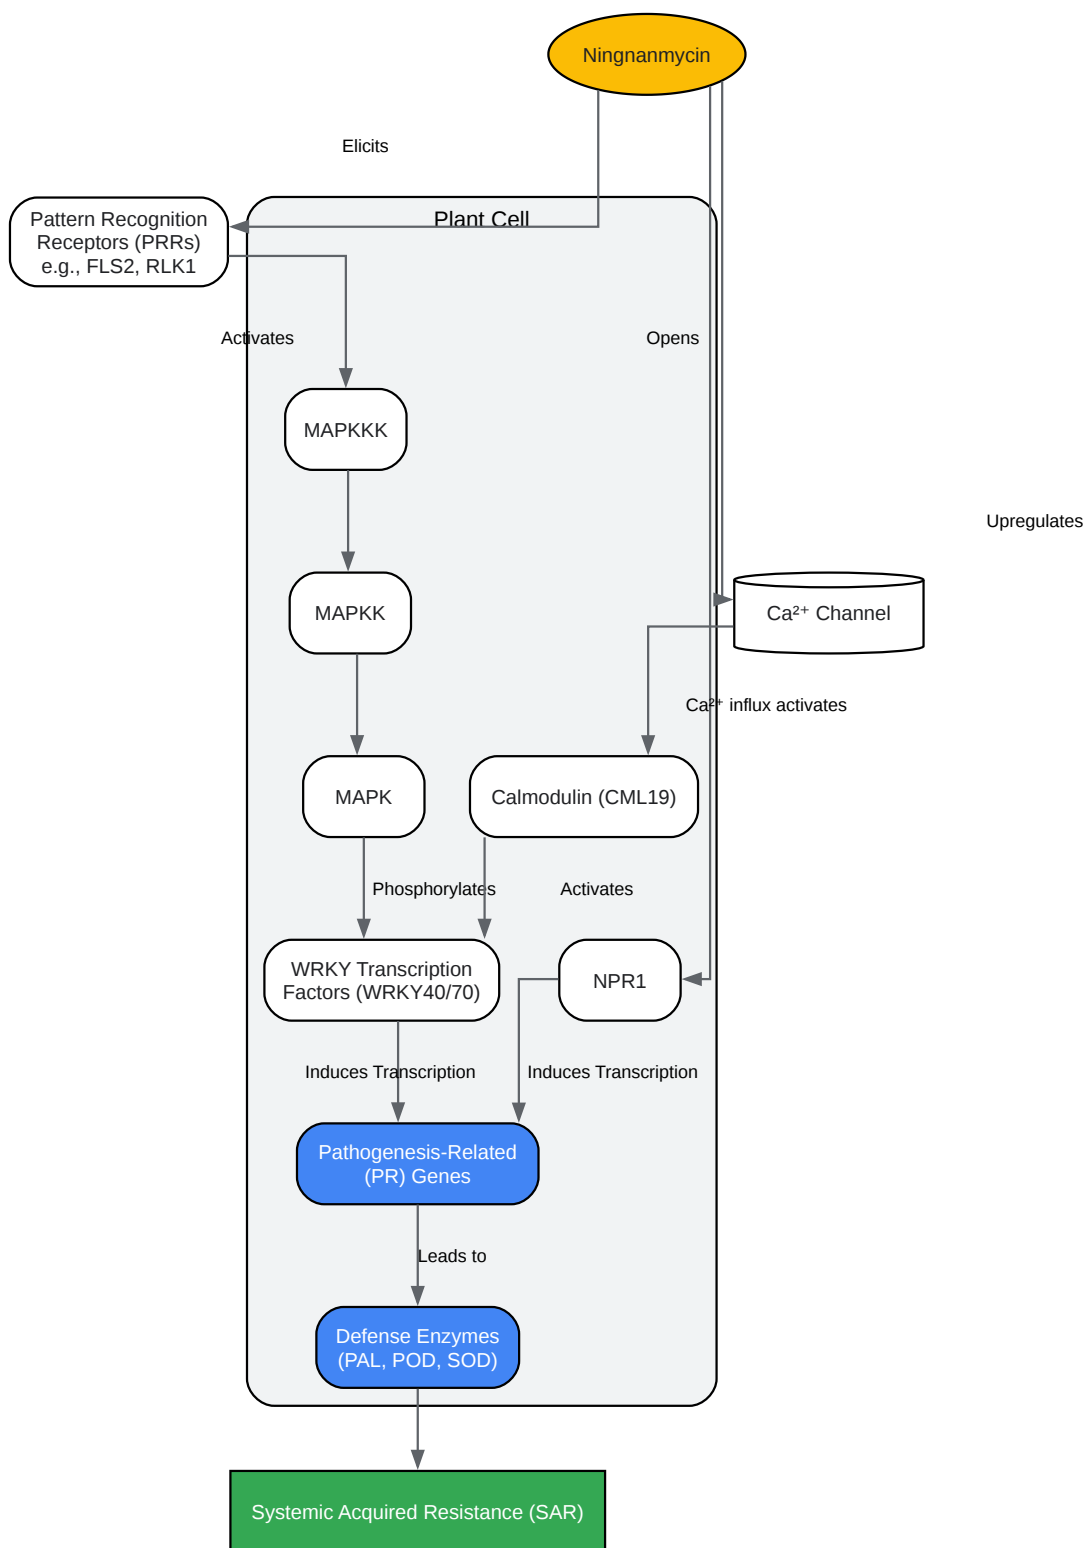 Ningnanmycin
Elicits
Pattern Recognition
Receptors (PRRs)
e.g., FLS2, RLK1
Plant Cell
Activates
Opens
MAPKKK
Upregulates
MAPKK
Ca²⁺ Channel
Ca²⁺ influx activates
MAPK
Calmodulin (CML19)
Phosphorylates
Activates
WRKY Transcription
Factors (WRKY40/70)
NPR1
Induces Transcription
Induces Transcription
Pathogenesis-Related
(PR) Genes
Leads to
Defense Enzymes
(PAL, POD, SOD)
Systemic Acquired Resistance (SAR)